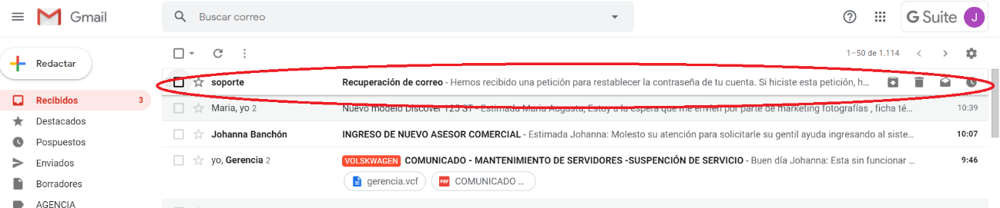 Gmail
Buscar correo
G Suite J
Redactar
1–50 de 1.114
Recibidos 3
Destacados
Pospuestos
Enviados
Borradores
AGENCIA
soporte Recuperación de correo - Hemos recibido una petición para restablecer la contraseña de tu cuenta. Si hiciste esta petición, h…
Maria, yo 2 Nuevo modelo Discover 125 ST - Estimada Maria Augusta, Estoy a la espera que me envíen por parte de marketing fotografías , ficha té… 10:39
Johanna Banchón INGRESO DE NUEVO ASESOR COMERCIAL - Estimada Johanna: Molesto su atención para solicitarle su gentil ayuda ingresando al siste… 10:07
yo, Gerencia 2 VOLSKWAGEN COMUNICADO - MANTENIMIENTO DE SERVIDORES -SUSPENCIÓN DE SERVICIO - Buen día Johanna: Esta sin funcionar … 9:46
gerencia.vcf PDF COMUNICADO …